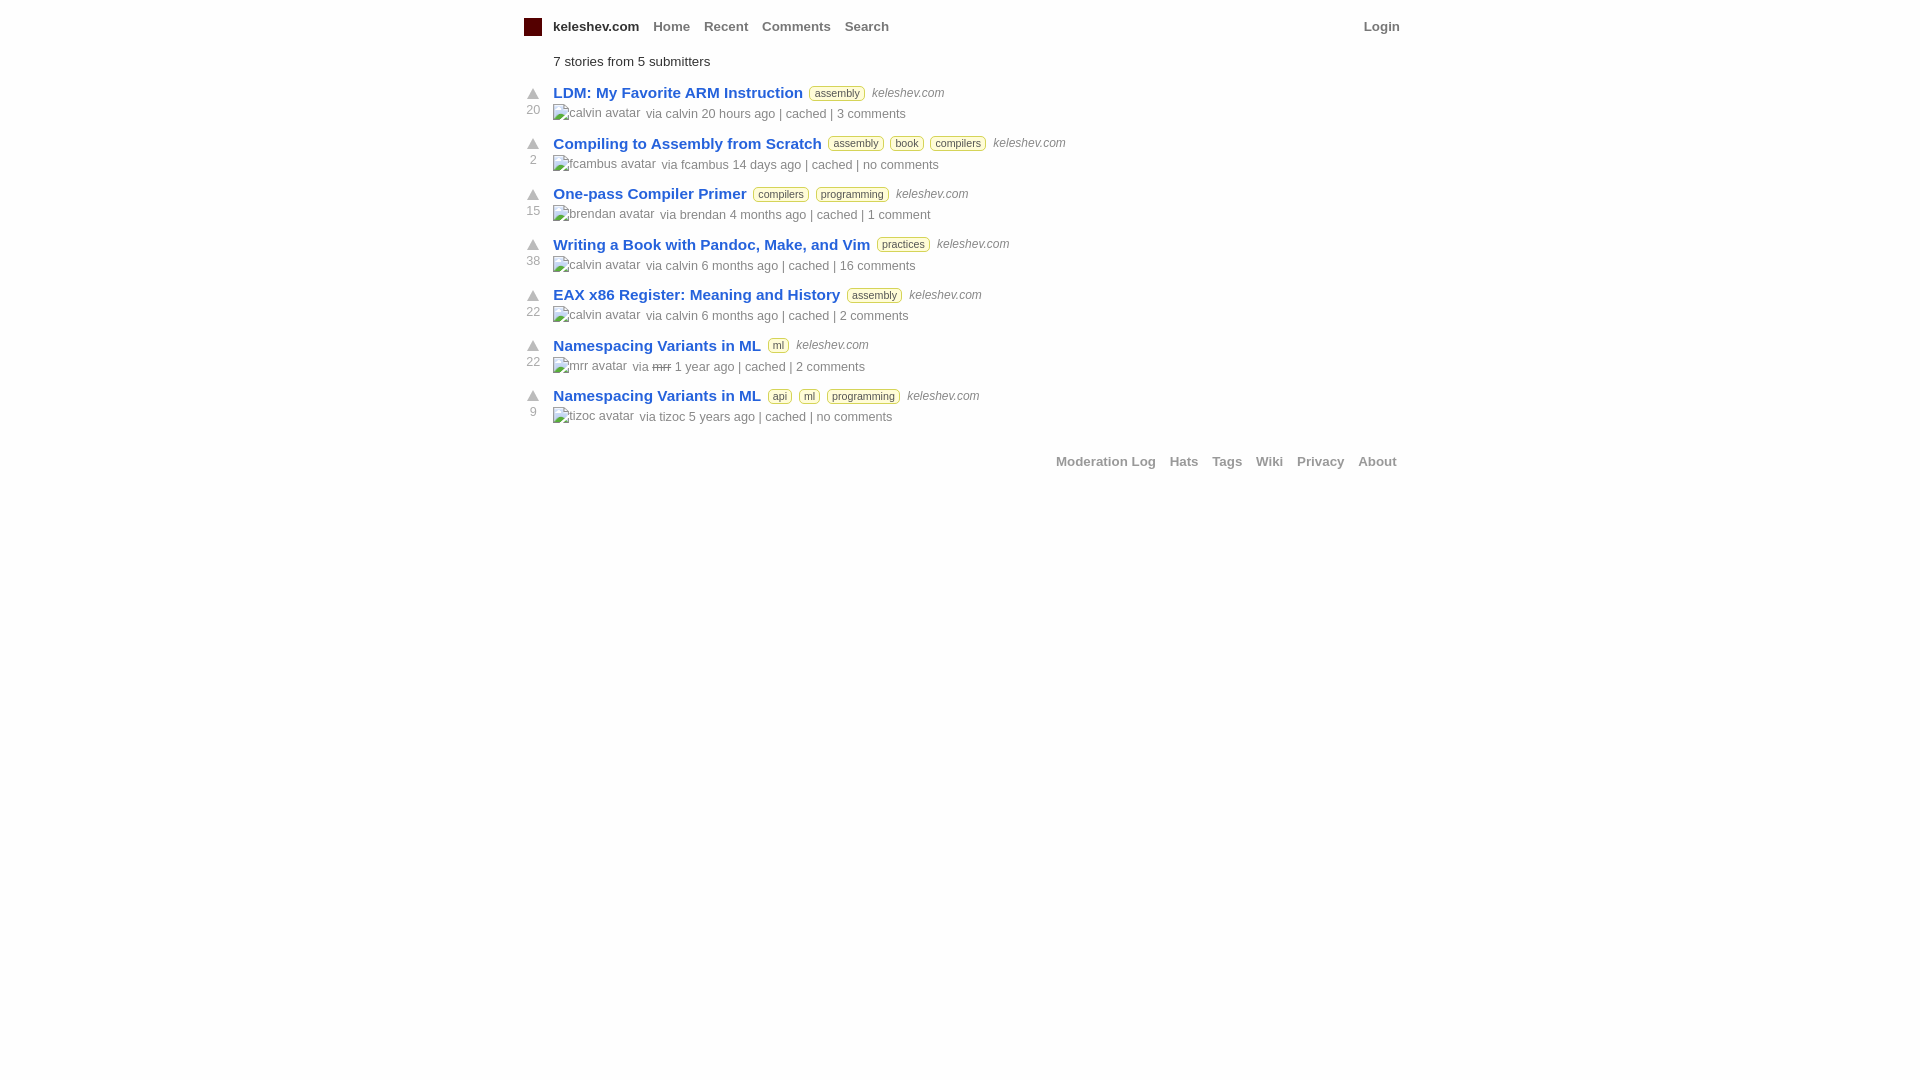 keleshev.com Home Recent Comments Search Login
7 stories from 5 submitters
LDM: My Favorite ARM Instruction assembly keleshev.com
20
calvin avatar via calvin 20 hours ago | cached | 3 comments
Compiling to Assembly from Scratch assembly book compilers keleshev.com
2
fcambus avatar via fcambus 14 days ago | cached | no comments
One-pass Compiler Primer compilers programming keleshev.com
15
brendan avatar via brendan 4 months ago | cached | 1 comment
Writing a Book with Pandoc, Make, and Vim practices keleshev.com
38
calvin avatar via calvin 6 months ago | cached | 16 comments
EAX x86 Register: Meaning and History assembly keleshev.com
22
calvin avatar via calvin 6 months ago | cached | 2 comments
Namespacing Variants in ML ml keleshev.com
22
mrr avatar via mrr 1 year ago | cached | 2 comments
Namespacing Variants in ML api ml programming keleshev.com
9
tizoc avatar via tizoc 5 years ago | cached | no comments
Moderation Log Hats Tags Wiki Privacy About